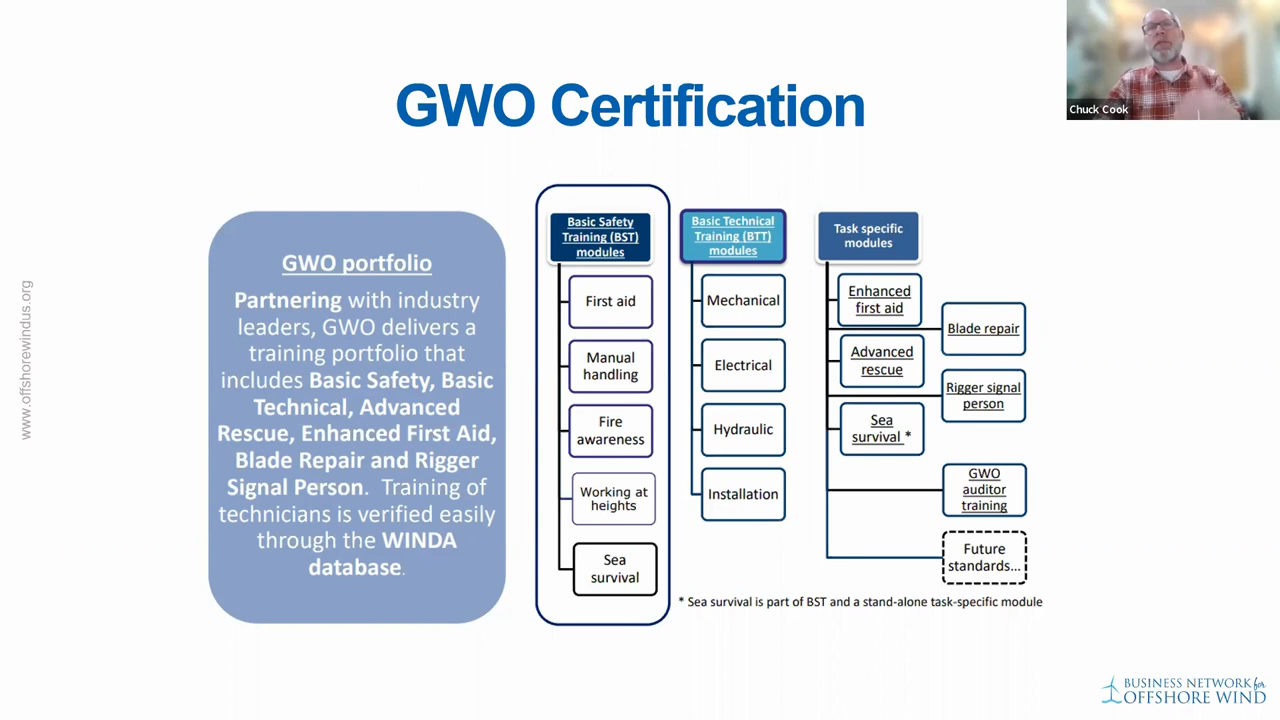 Chuck Cook
GWO Certification
www.offshorewindus.org
GWO portfolio
Partnering with industry
leaders, GWO delivers a
training portfolio that
includes Basic Safety, Basic
Technical, Advanced
Rescue, Enhanced First Aid,
Blade Repair and Rigger
Signal Person. Training of
technicians is verified easily
through the WINDA
database.
Basic Safety
Training (BST)
modules
First aid
Manual
handling
Fire
awareness
Working at
heights
Sea
survival
Basic Technical
Training (BTT)
modules
Mechanical
Electrical
Hydraulic
Installation
Task specific
modules
Enhanced
first aid
Advanced
rescue
Sea
survival *
Blade repair
Rigger signal
person
GWO
auditor
training
Future
standards...
* Sea survival is part of BST and a stand-alone task-specific module
BUSINESS NETWORK for
OFFSHORE WIND